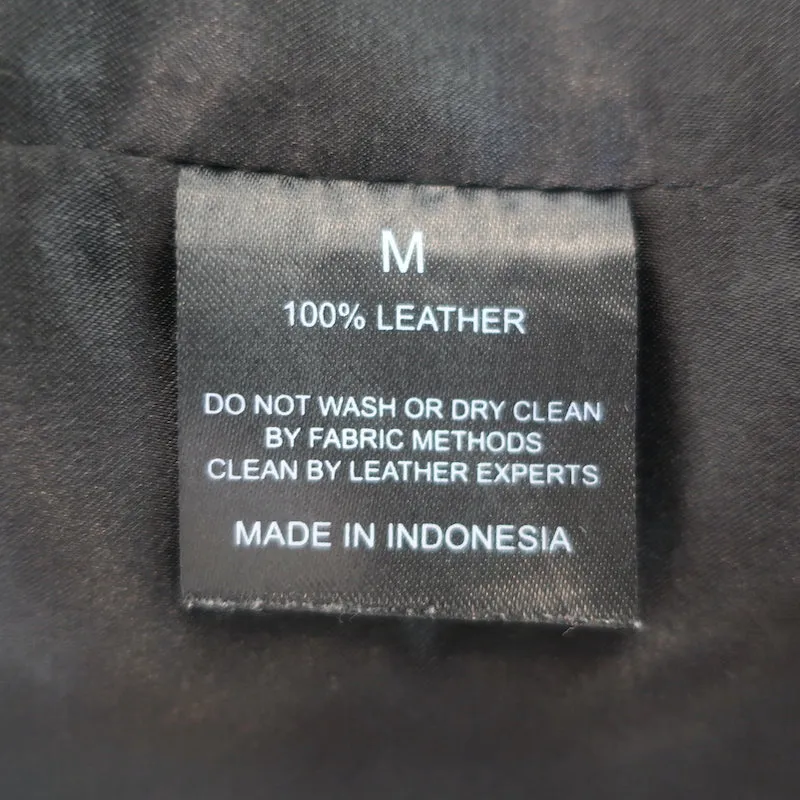 M
100% LEATHER
DO NOT WASH OR DRY CLEAN
BY FABRIC METHODS
CLEAN BY LEATHER EXPERTS
MADE IN INDONESIA